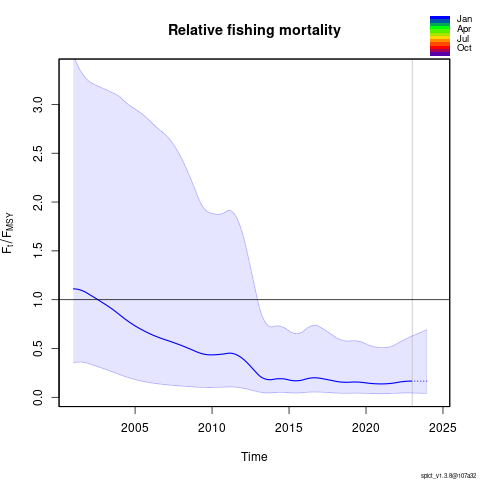 Relative fishing mortality
Jan
Apr
Jul
Oct
3.0
2.5
2.0
1.5
1.0
0.5
0.0
Ft/FMSY
2005 2010 2015 2020 2025
Time
spict_v1.3.8@107a32